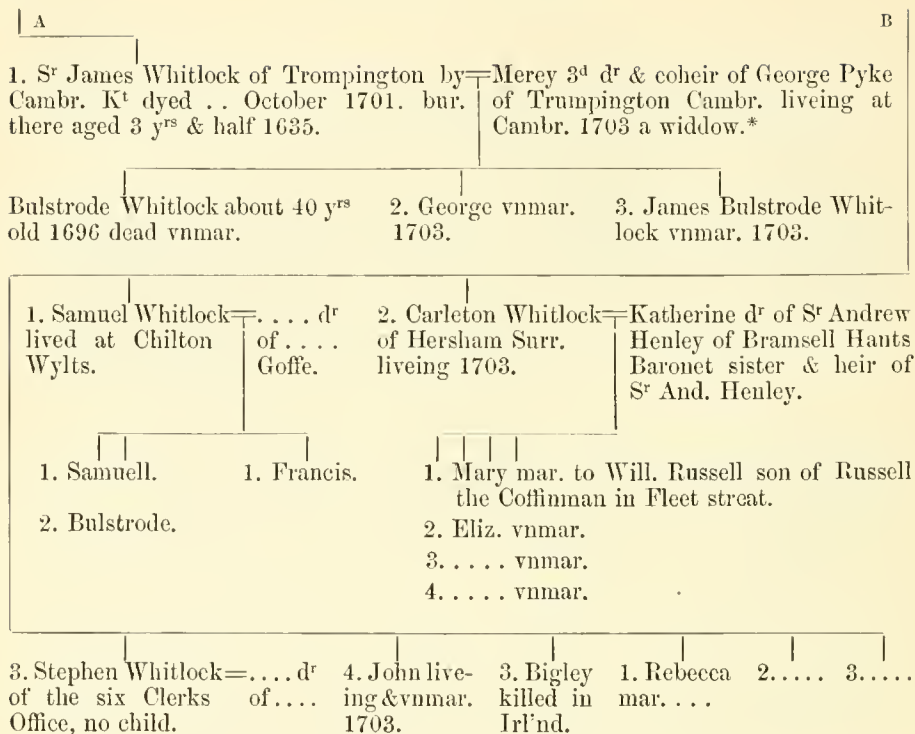 A B
1. Sr James Whitlock of Trompington by
Cambr. Kt dyed . . October 1701. bur.
there aged 3 yrs & half 1635.
Merey 3d dr & coheir of George Pyke
of Trumpington Cambr. liveing at
Cambr. 1703 a widdow.*
Bulstrode Whitlock about 40 yrs
old 1696 dead vnmar.
2. George vnmar.
1703.
3. James Bulstrode Whit-
lock vnmar. 1703.
1. Samuel Whitlock
lived at Chilton
Wylts.
. . . . dr
of . . . .
Goffe.
2. Carleton Whitlock
of Hersham Surr.
liveing 1703.
Katherine dr of Sr Andrew
Henley of Bramsell Hants
Baronet sister & heir of
Sr And. Henley.
1. Samuell.
2. Bulstrode.
1. Francis.
1. Mary mar. to Will. Russell son of Russell
the Coffinman in Fleet streat.
2. Eliz. vnmar.
3. . . . . vnmar.
4. . . . . vnmar.
3. Stephen Whitlock=. . . . dr
of the six Clerks of . . . .
Office, no child.
4. John live-
ing & vnmar.
1703.
3. Bigley
killed in
Irl'nd.
1. Rebecca
mar. . . .
2. . . . .
3. . . . .